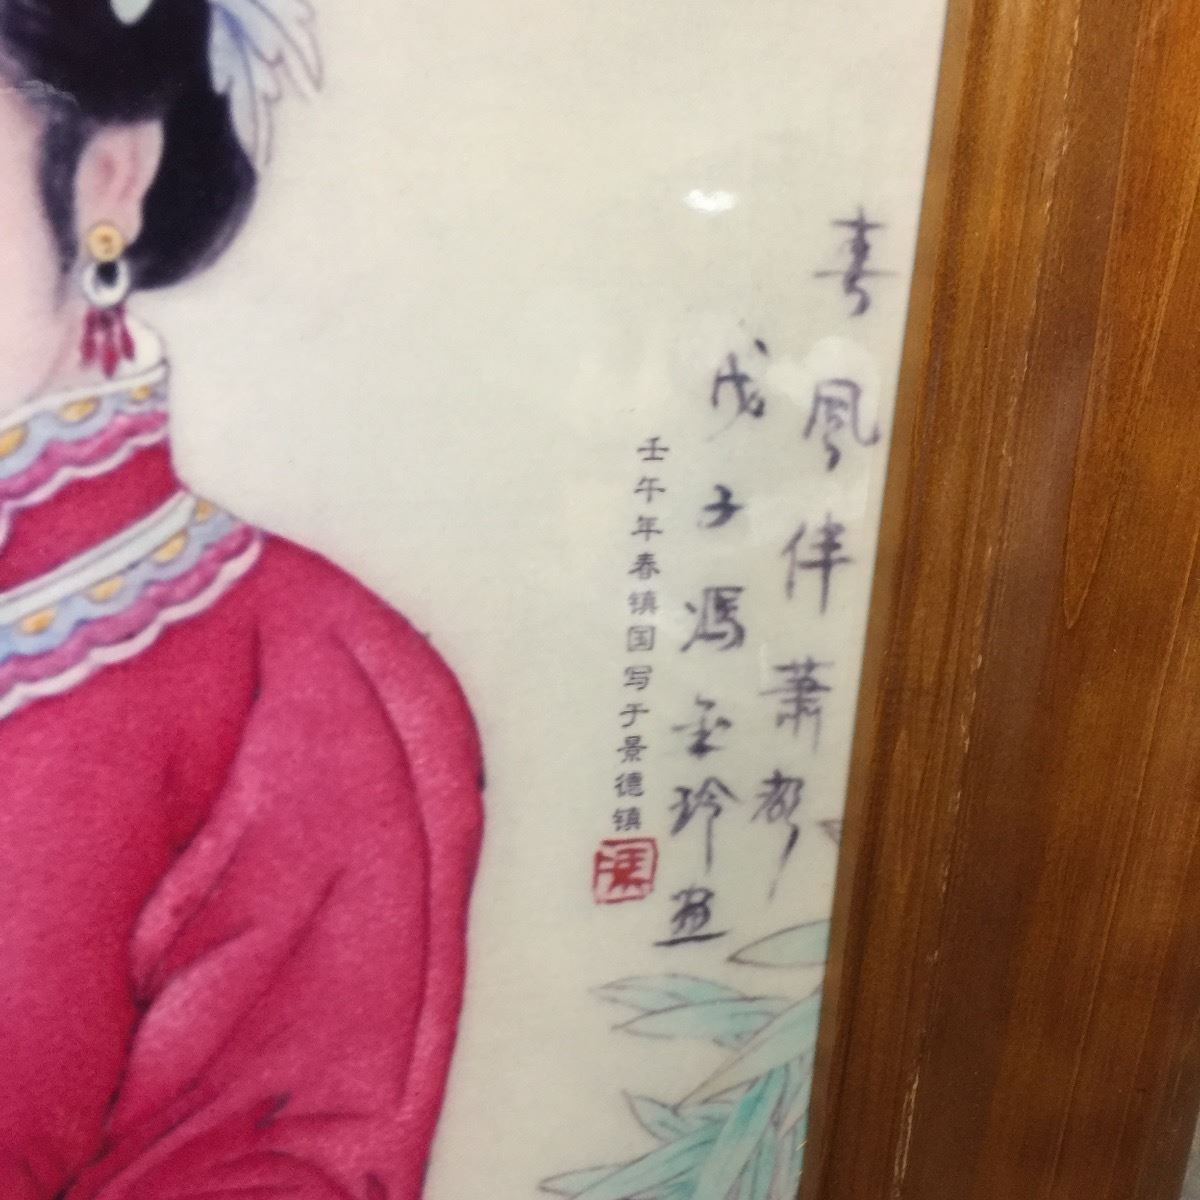 春风伴萧都
戊子冯金玲画
壬午年春镇国写于景德镇